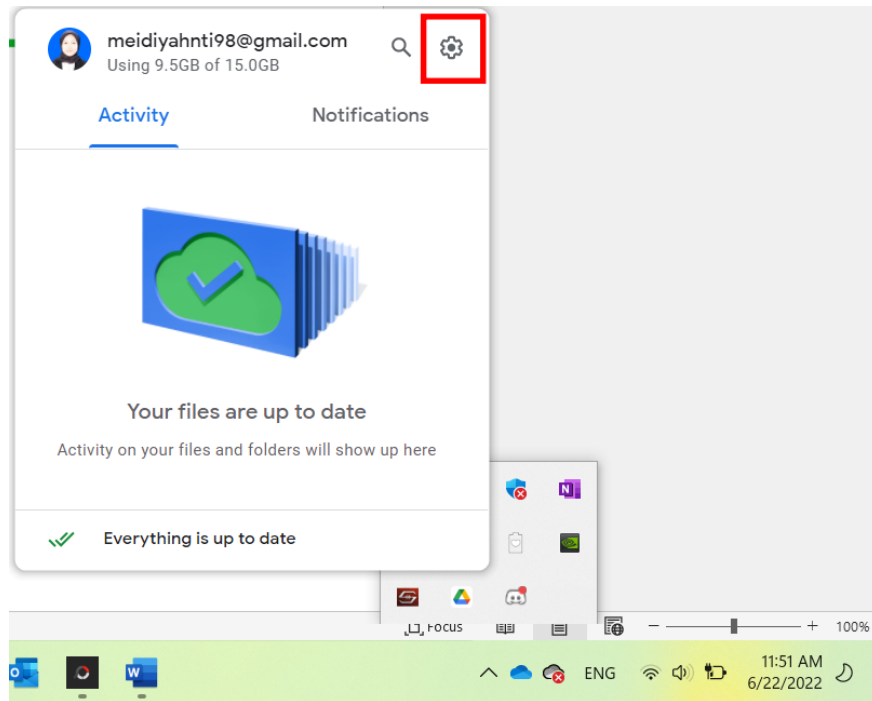 meidiyahnti98@gmail.com
Using 9.5GB of 15.0GB
Activity
Notifications
Your files are up to date
Activity on your files and folders will show up here
Everything is up to date
Focus
100%
ENG
11:51 AM
6/22/2022